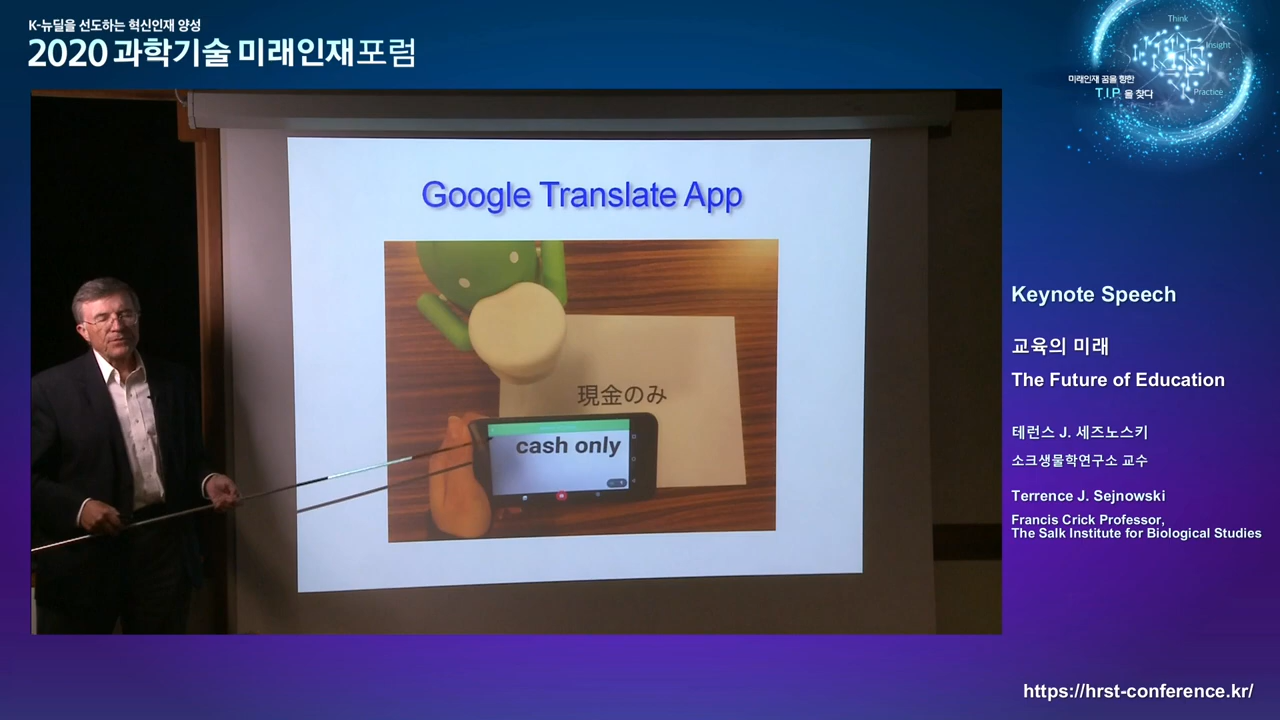 K-뉴딜을 선도하는 혁신인재 양성
2020 과학기술 미래인재포럼
Think
Insight
미래인재 꿈을 향한
T.I.P 을 찾다
Practice
Google Translate App
現金のみ
cash only
Keynote Speech
교육의 미래
The Future of Education
테런스 J. 세즈노스키
소크생물학연구소 교수
Terrence J. Sejnowski
Francis Crick Professor,
The Salk Institute for Biological Studies
https://hrst-conference.kr/